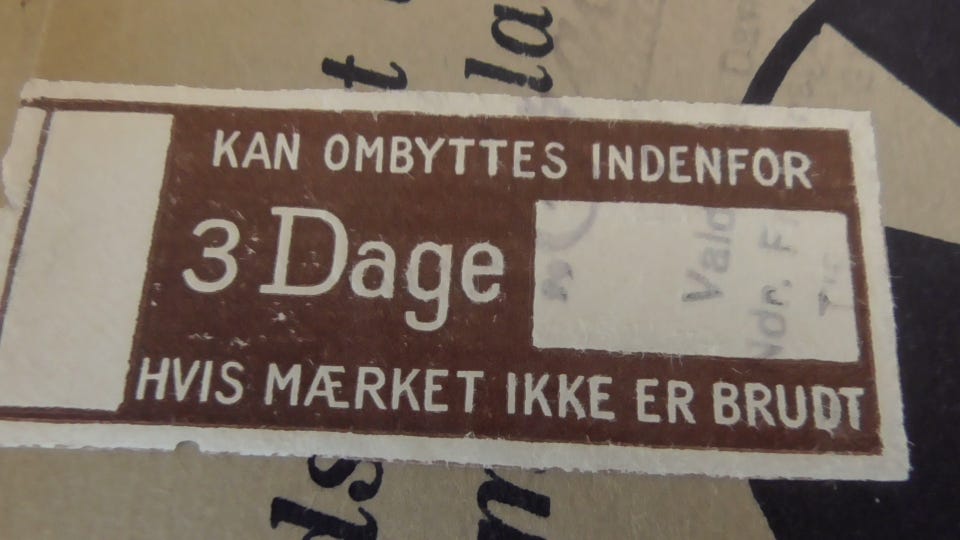 KAN OMBYTTES INDENFOR
3 Dage
HVIS MÆRKET IKKE ER BRUDT